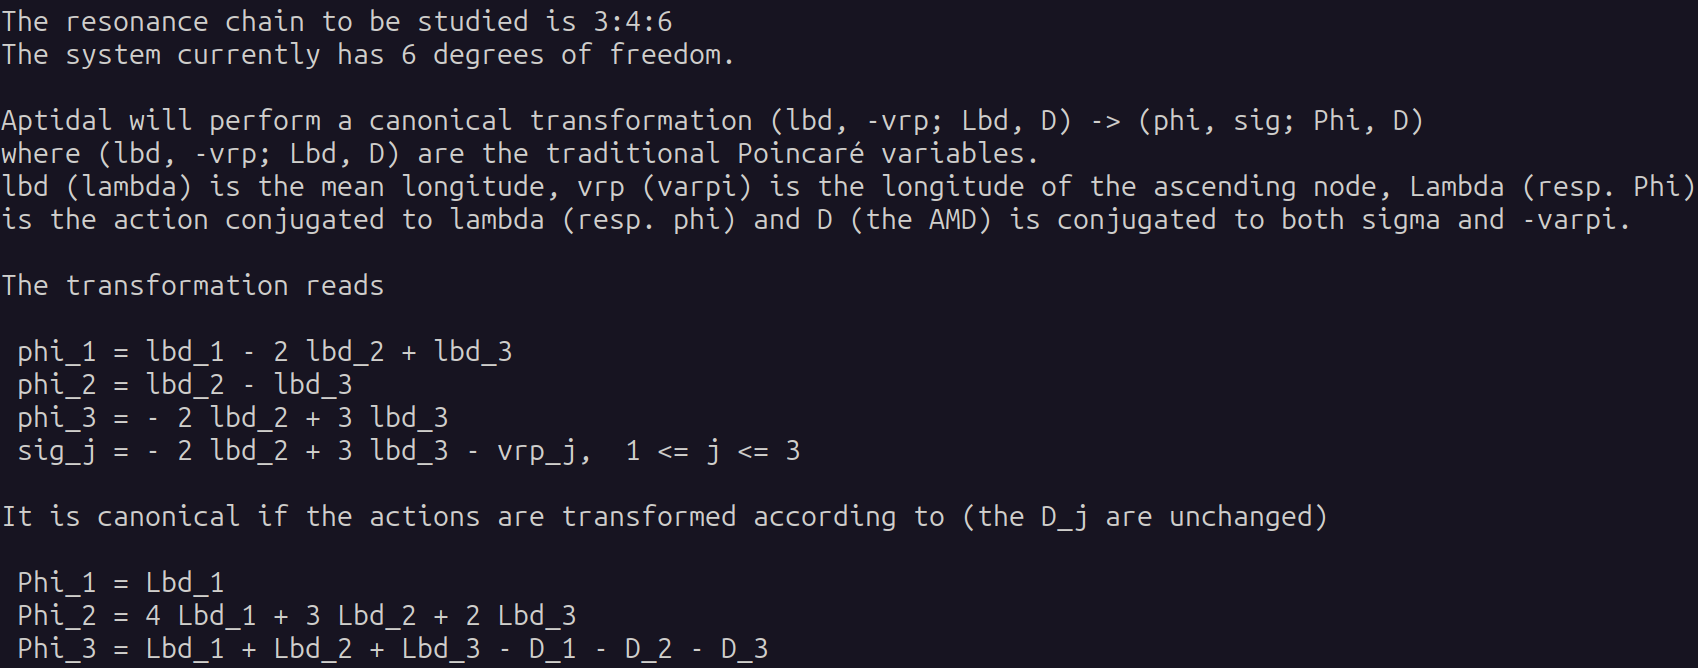 The resonance chain to be studied is 3:4:6
The system currently has 6 degrees of freedom.
Aptidal will perform a canonical transformation (lbd, -vrp; Lbd, D) -> (phi, sig; Phi, D)
where (lbd, -vrp; Lbd, D) are the traditional Poincaré variables.
lbd (lambda) is the mean longitude, vrp (varpi) is the longitude of the ascending node, Lambda (resp. Phi)
is the action conjugated to lambda (resp. phi) and D (the AMD) is conjugated to both sigma and -varpi.
The transformation reads
phi_1 = lbd_1 - 2 lbd_2 + lbd_3
phi_2 = lbd_2 - lbd_3
phi_3 = - 2 lbd_2 + 3 lbd_3
sig_j = - 2 lbd_2 + 3 lbd_3 - vrp_j,  1 <= j <= 3
It is canonical if the actions are transformed according to (the D_j are unchanged)
Phi_1 = Lbd_1
Phi_2 = 4 Lbd_1 + 3 Lbd_2 + 2 Lbd_3
Phi_3 = Lbd_1 + Lbd_2 + Lbd_3 - D_1 - D_2 - D_3